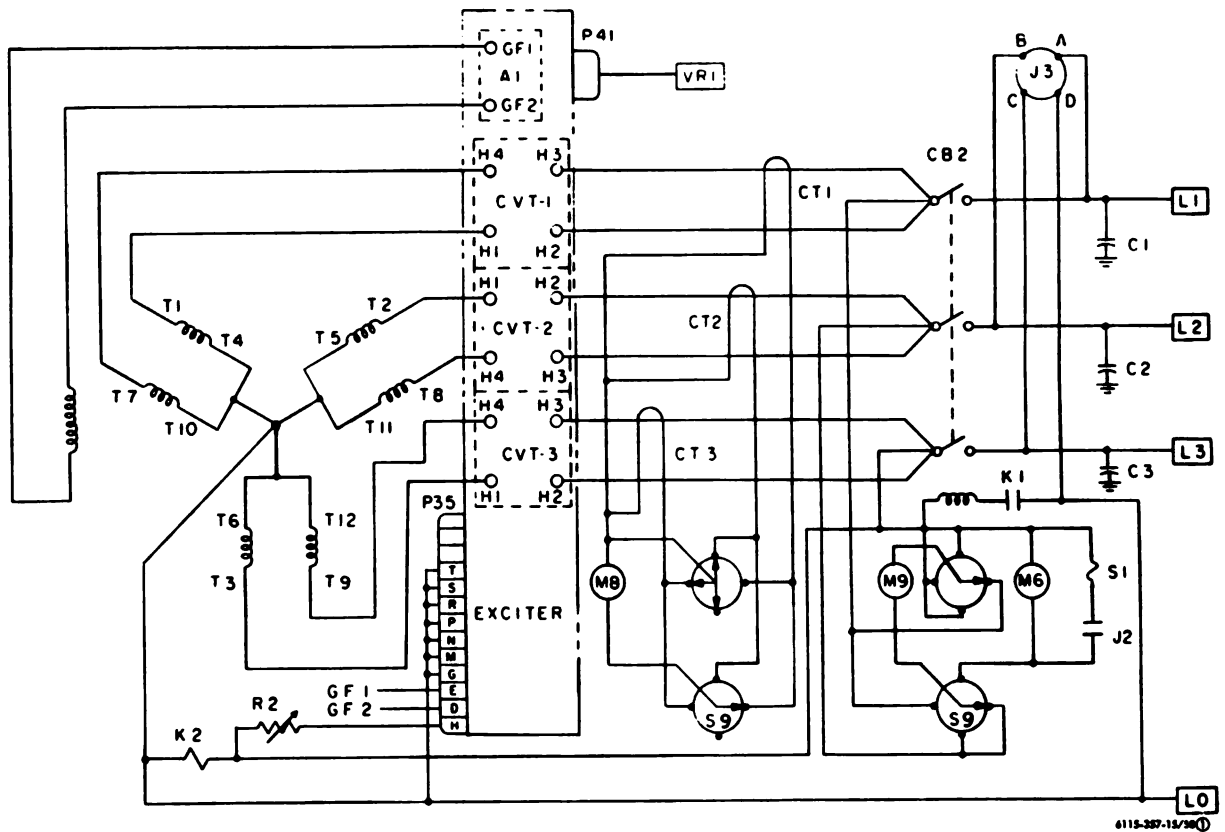 GF1
A1
GF2
P41
VR1
B A
J3
C D
H4 H3
CVT-1
H1 H2
CT1
CB2
L1
C1
H1 H2
CVT-2
H4 H3
CT2
L2
C2
T1
T4
T2
T5
T7
T10
T8
T11
H4 H3
CVT-3
H1 H2
CT3
L3
C3
K1
P35
T6 T12
T3 T9
T
S
R
P
N
M
G
E
D
H
EXCITER
M8
M9
M6
S1
J2
GF1
GF2
R2
K2
S9
S9
L0
6115-357-15/38①